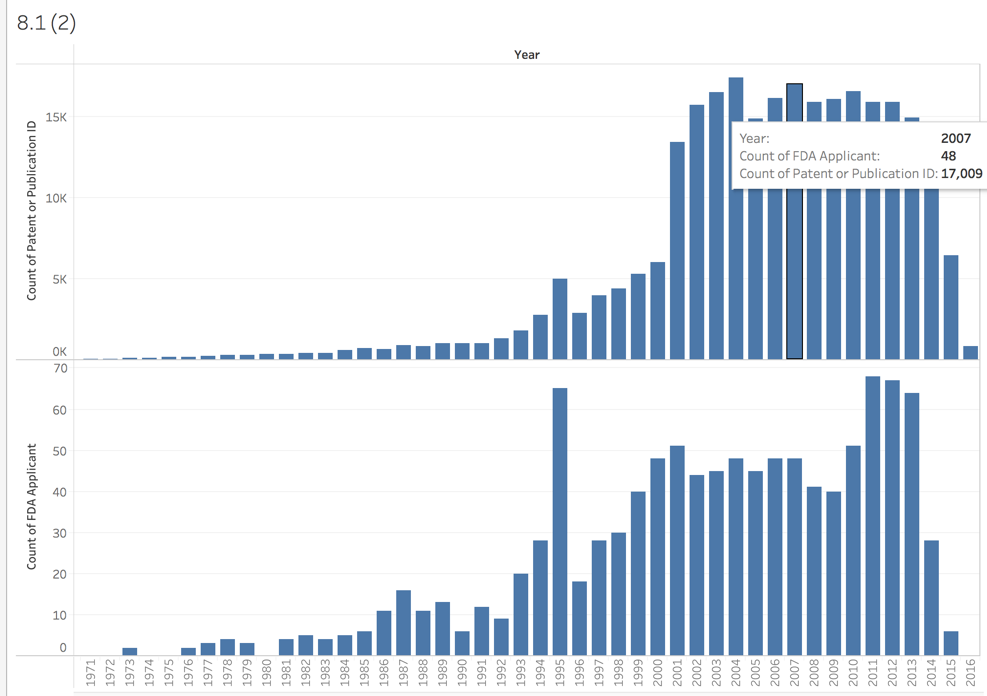 8.1 (2)
Year
Count of Patent or Publication ID
15K
10K
5K
0K
Year: 2007
Count of FDA Applicant: 48
Count of Patent or Publication ID: 17,009
Count of FDA Applicant
70
60
50
40
30
20
10
0
1971 1972 1973 1974 1975 1976 1977 1978 1979 1980 1981 1982 1983 1984 1985 1986 1987 1988 1989 1990 1991 1992 1993 1994 1995 1996 1997 1998 1999 2000 2001 2002 2003 2004 2005 2006 2007 2008 2009 2010 2011 2012 2013 2014 2015 2016